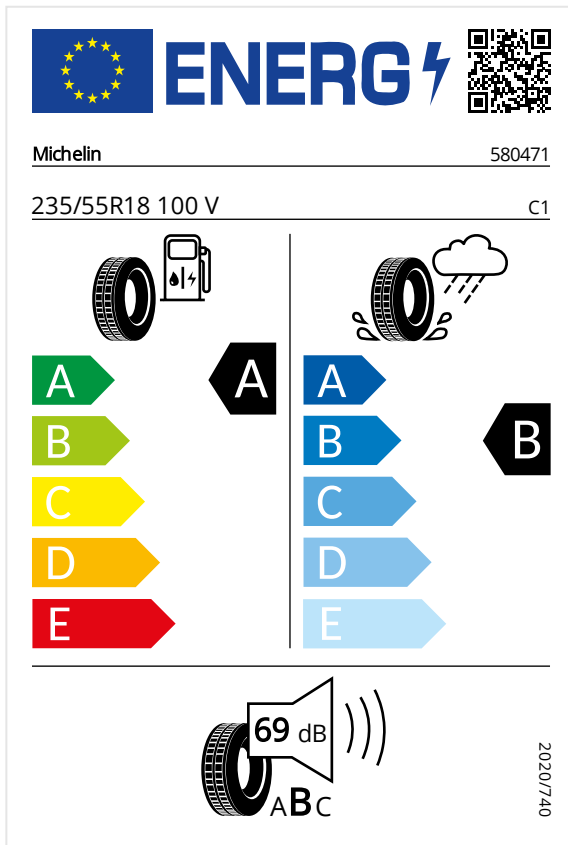 ENERG
Michelin 580471
235/55R18 100 V C1
A A
B
C
D
E
A
B B
C
D
E
69 dB
ABC
2020/740